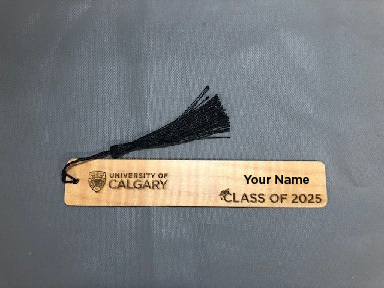 UNIVERSITY OF
CALGARY
Your Name
CLASS OF 2025